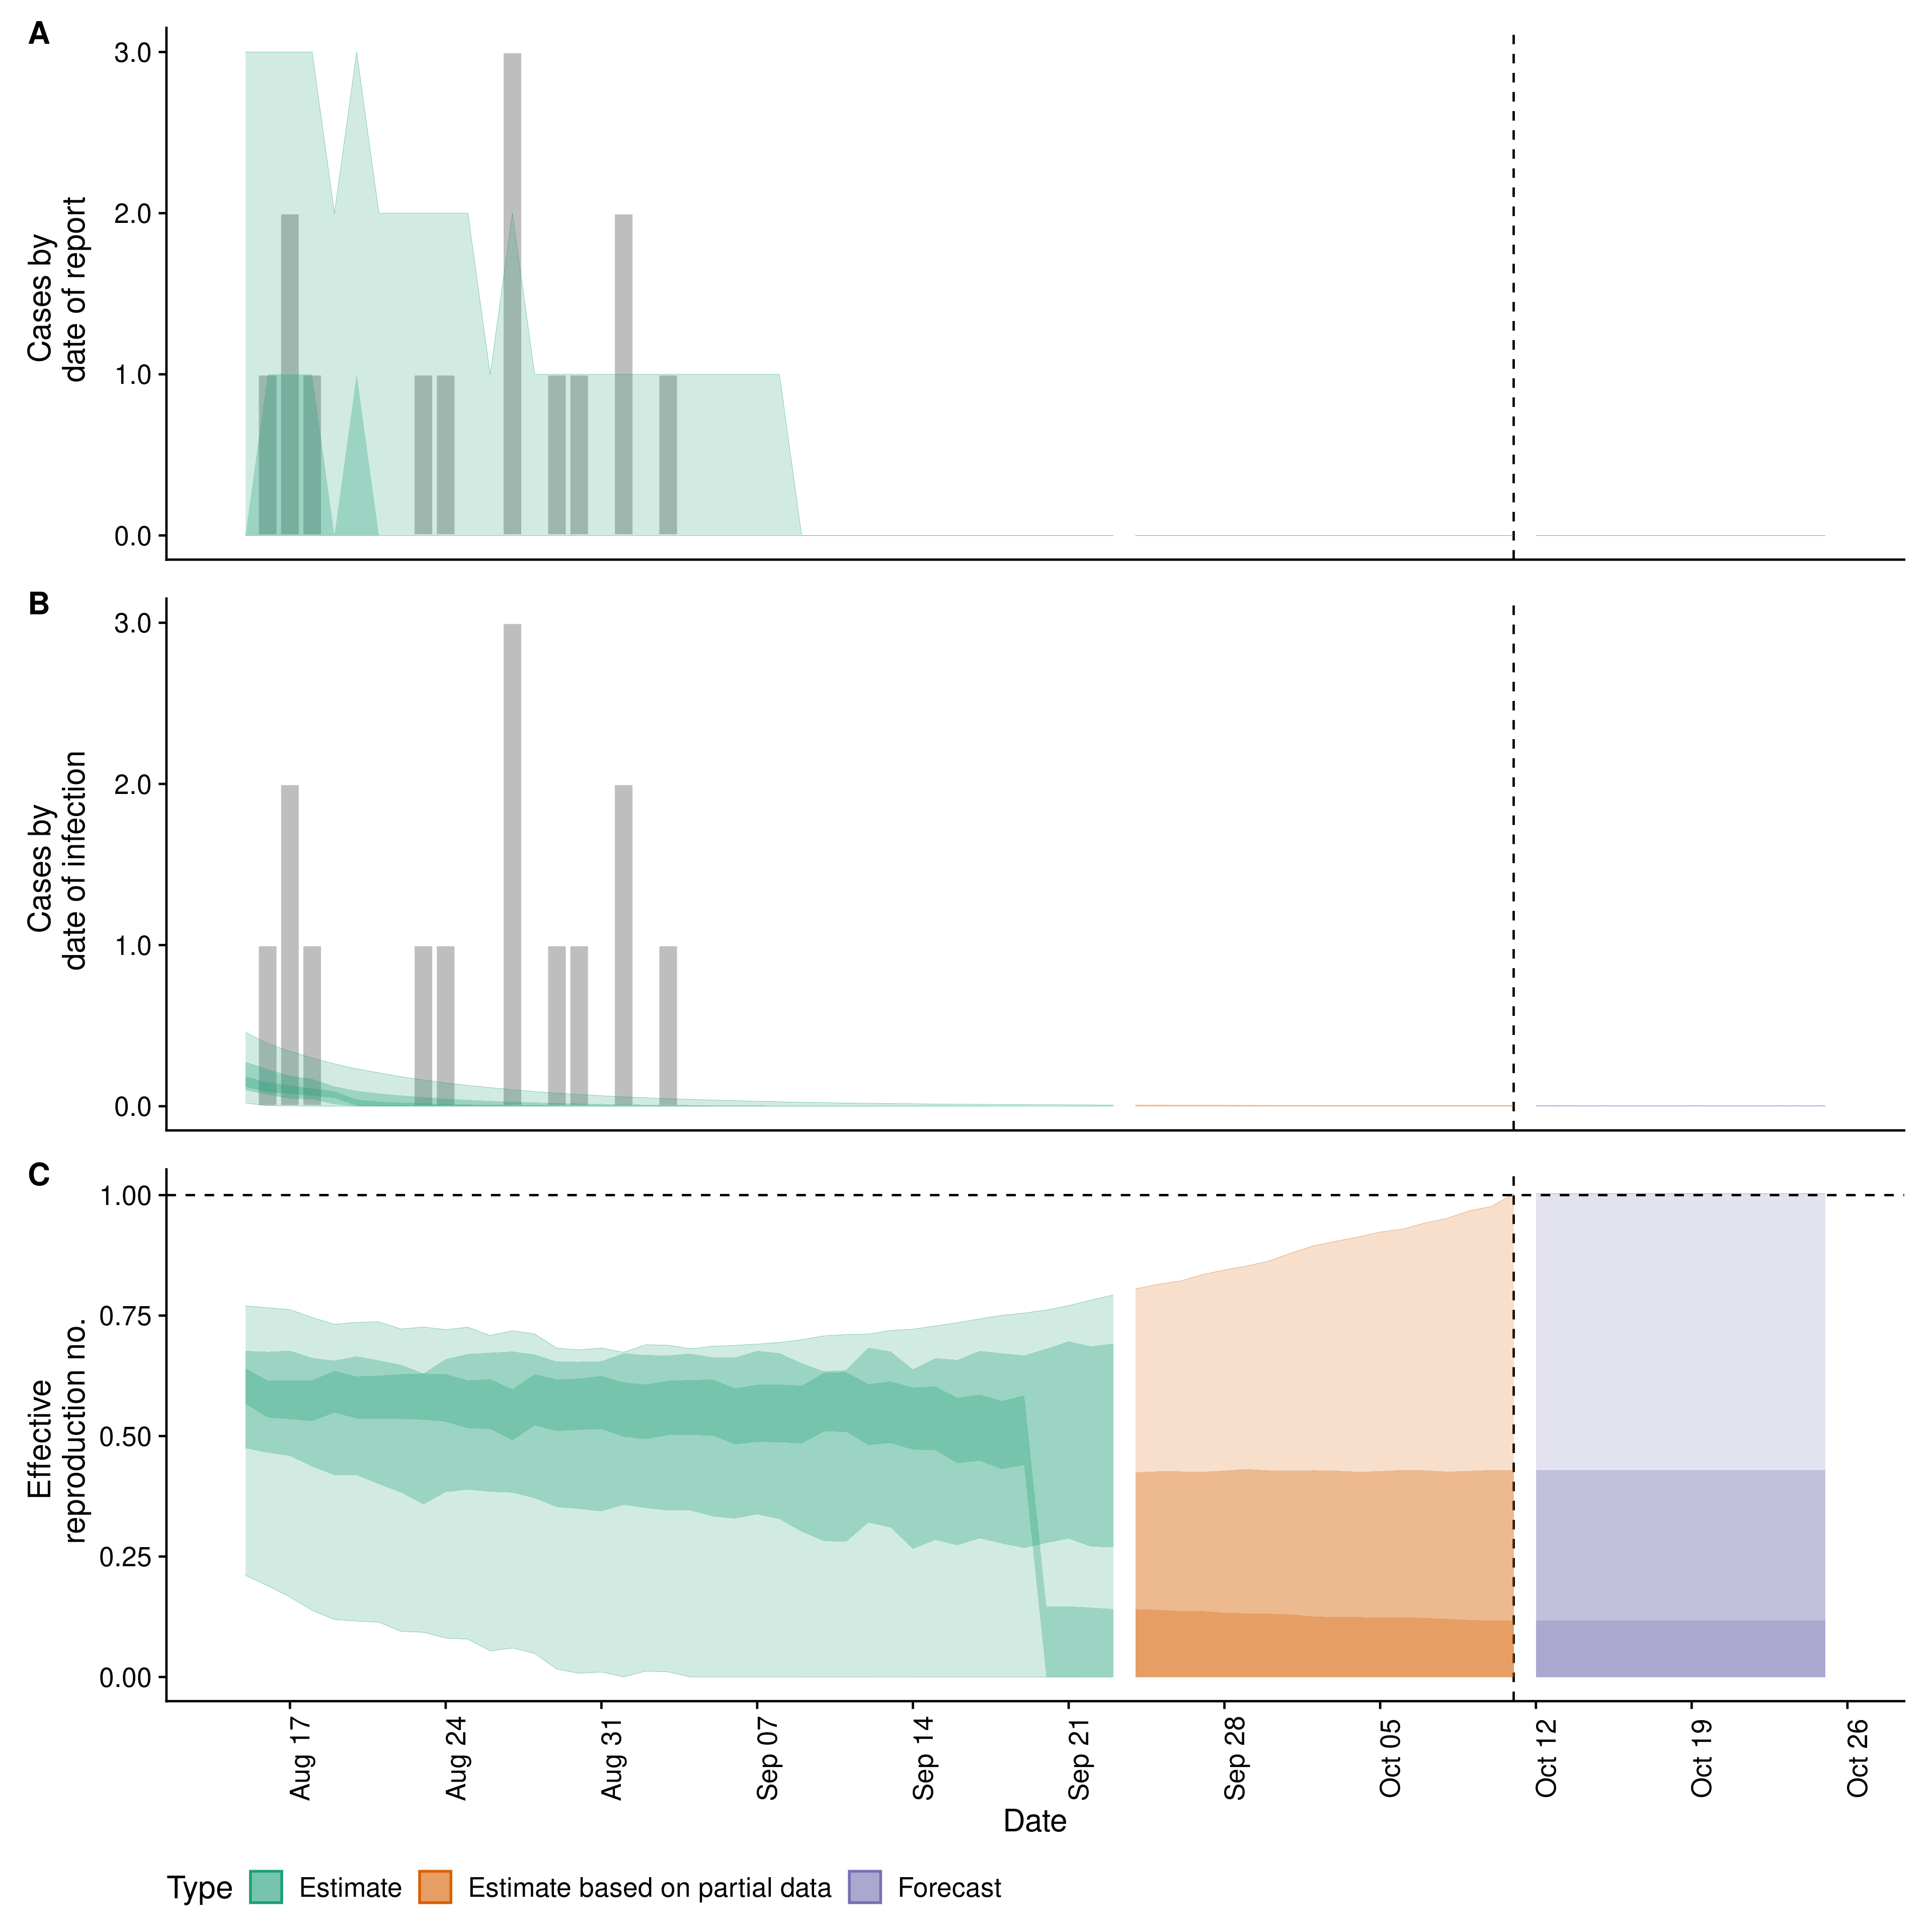 A
Cases by
date of report
3.0
2.0
1.0
0.0
B
Cases by
date of infection
3.0
2.0
1.0
0.0
C
Effective
reproduction no.
1.00
0.75
0.50
0.25
0.00
Aug 17
Aug 24
Aug 31
Sep 07
Sep 14
Sep 21
Sep 28
Oct 05
Oct 12
Oct 19
Oct 26
Date
Type Estimate Estimate based on partial data Forecast